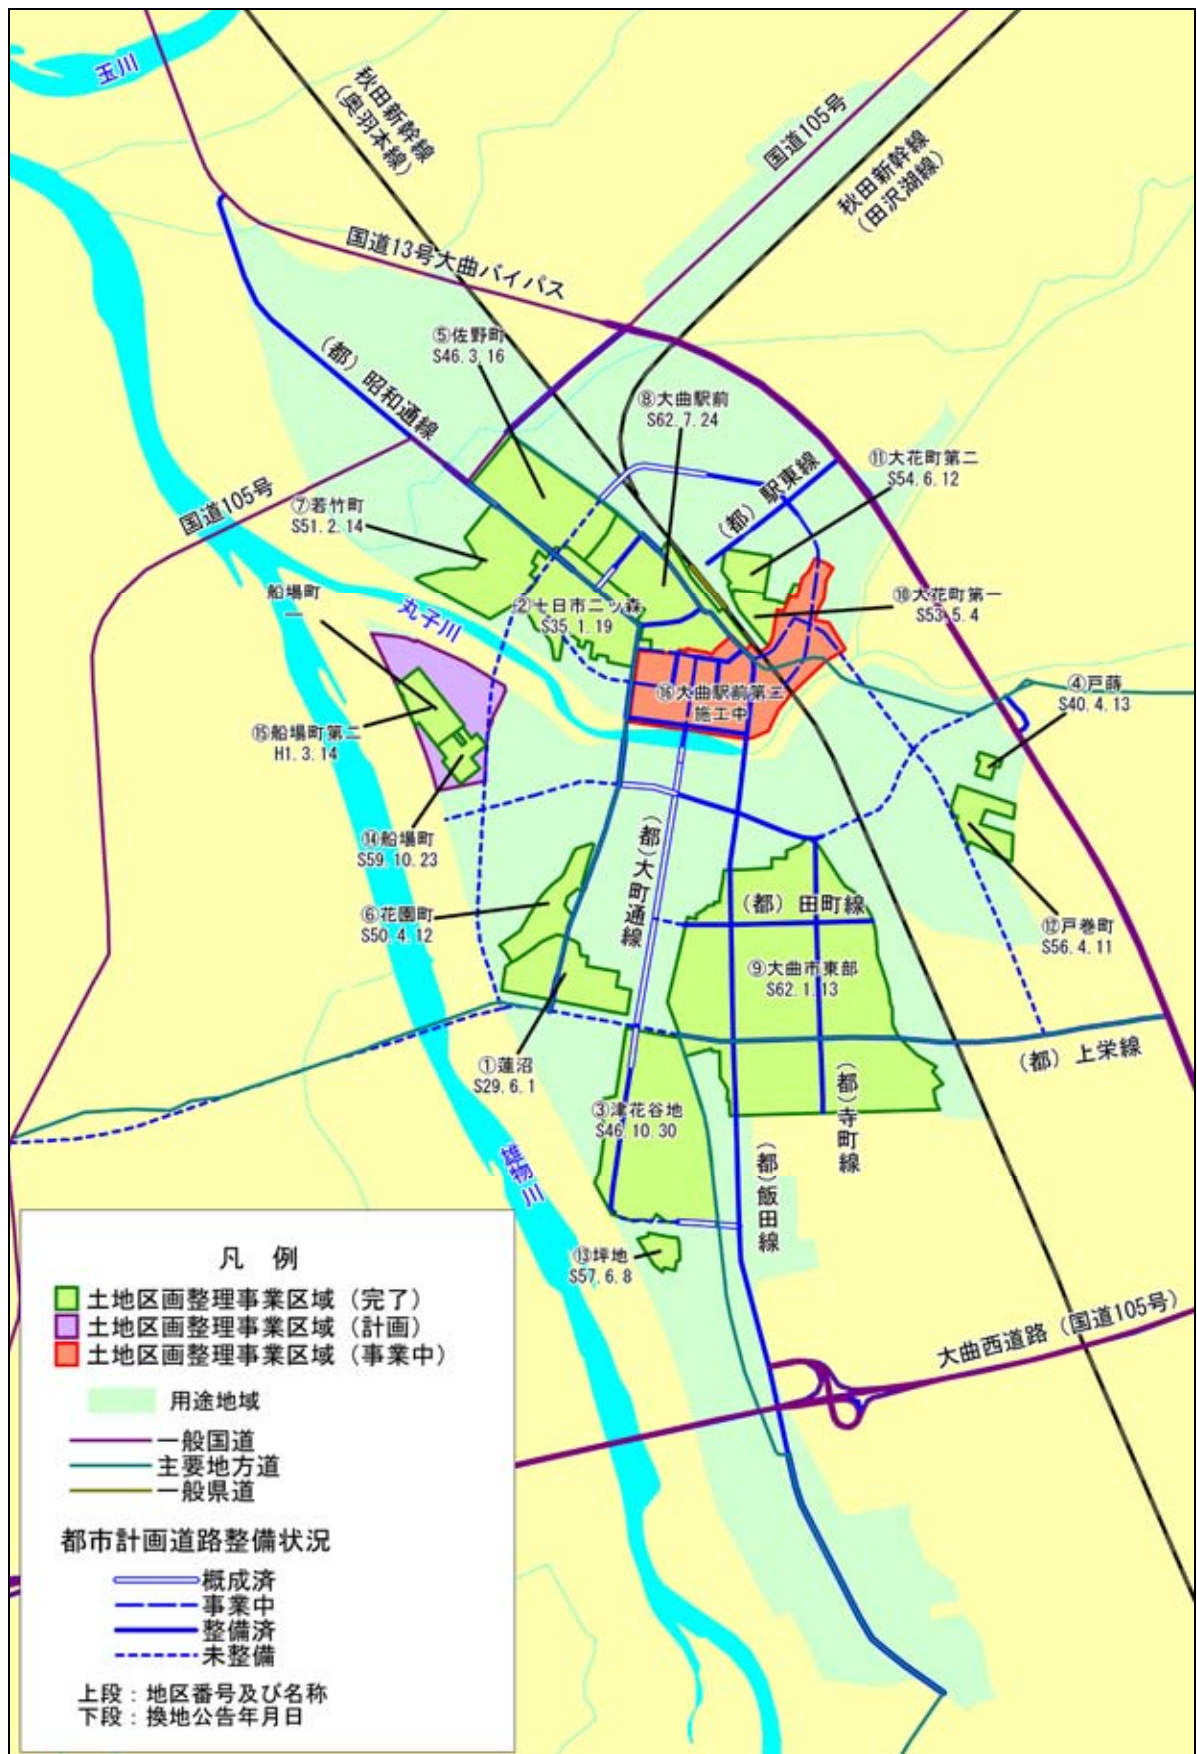 玉川
秋田新幹線
(奥羽本線)
国道105号
秋田新幹線
(田沢湖線)
国道13号大曲バイパス
⑤佐野町
S46.3.16
(都) 昭和通線
⑧大曲駅前
S62.7.24
(都) 駅東線
⑪大花町第二
S54.6.12
国道105号
⑦若竹町
S51.2.14
船場町
一
丸子川
②十日市二ツ森
S35.1.19
⑩大花町第一
S53.5.4
⑯大曲駅前第二
施工中
④戸蒔
S40.4.13
⑮船場町第二
H1.3.14
⑭船場町
S59.10.23
(都)大町通線
(都) 田町線
⑥花園町
S50.4.12
⑨大曲市東部
S62.1.13
⑫戸巻町
S56.4.11
①蓮沼
S29.6.1
(都) 上栄線
③津花谷地
S46.10.30
(都)寺町線
(都)飯田線
雄物川
⑬坪地
S57.6.8
大曲西道路 (国道105号)
凡 例
土地区画整理事業区域 (完了)
土地区画整理事業区域 (計画)
土地区画整理事業区域 (事業中)
用途地域
一般国道
主要地方道
一般県道
都市計画道路整備状況
概成済
事業中
整備済
未整備
上段：地区番号及び名称
下段：換地公告年月日